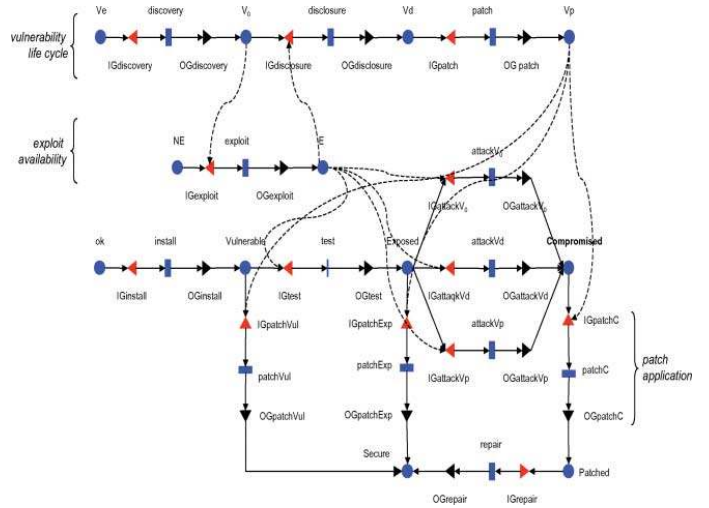 Ve discovery V₀ disclosure Vd patch Vp
vulnerability
life cycle
IGdiscovery OGdiscovery IGdisclosure OGdisclosure IGpatch OG patch
exploit
availability
NE exploit E attackV₀
IGexploit OGexploit IGattackV₀ OGattackV₀
ok install Vulnerable test Exposed attackVd Compromised
IGinstall OGinstall IGtest OGtest IGattaqkVd OGattackVd
IGpatchVul IGpatchExp attackVp IGpatchC
patchVul patchExp IGattackVp OGattackVp patchC
patch
application
OGpatchVul OGpatchExp OGpatchC
Secure repair
Patched
OGrepair IGrepair